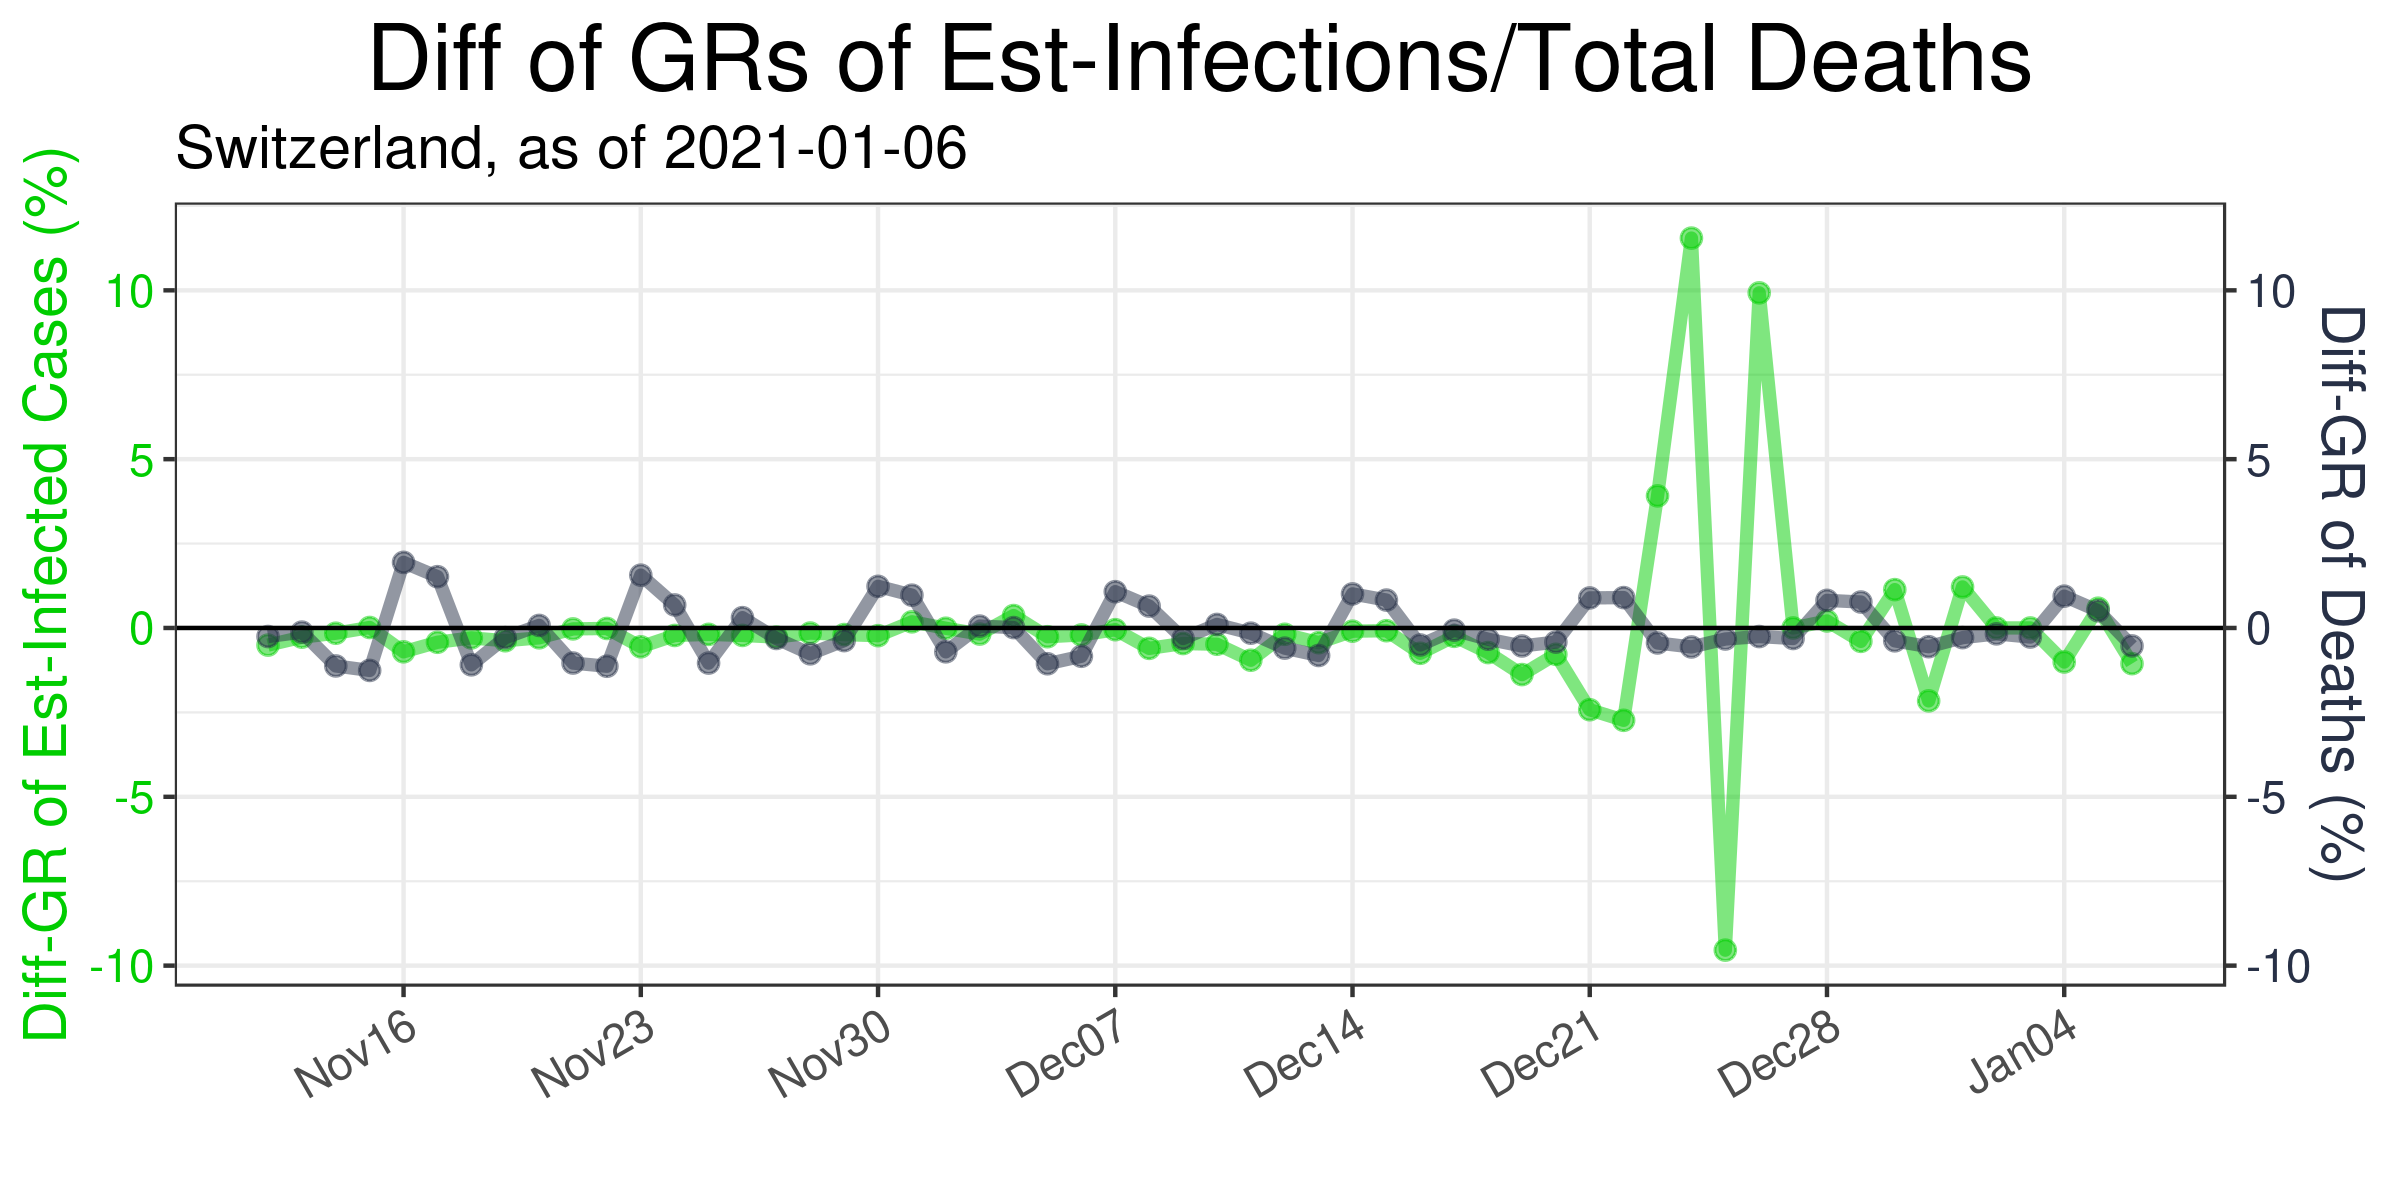 Diff of GRs of Est-Infections/Total Deaths
Switzerland, as of 2021-01-06
Diff-GR of Est-Infected Cases (%)
10
5
0
-5
-10
10
5
0
-5
-10
Diff-GR of Deaths (%)
Nov16
Nov23
Nov30
Dec07
Dec14
Dec21
Dec28
Jan04